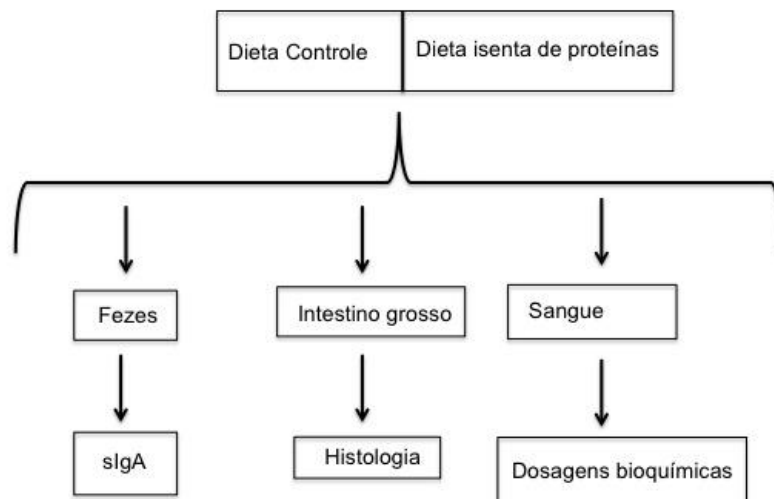 Dieta Controle
Dieta isenta de proteínas
Fezes
Intestino grosso
Sangue
sIgA
Histologia
Dosagens bioquímicas